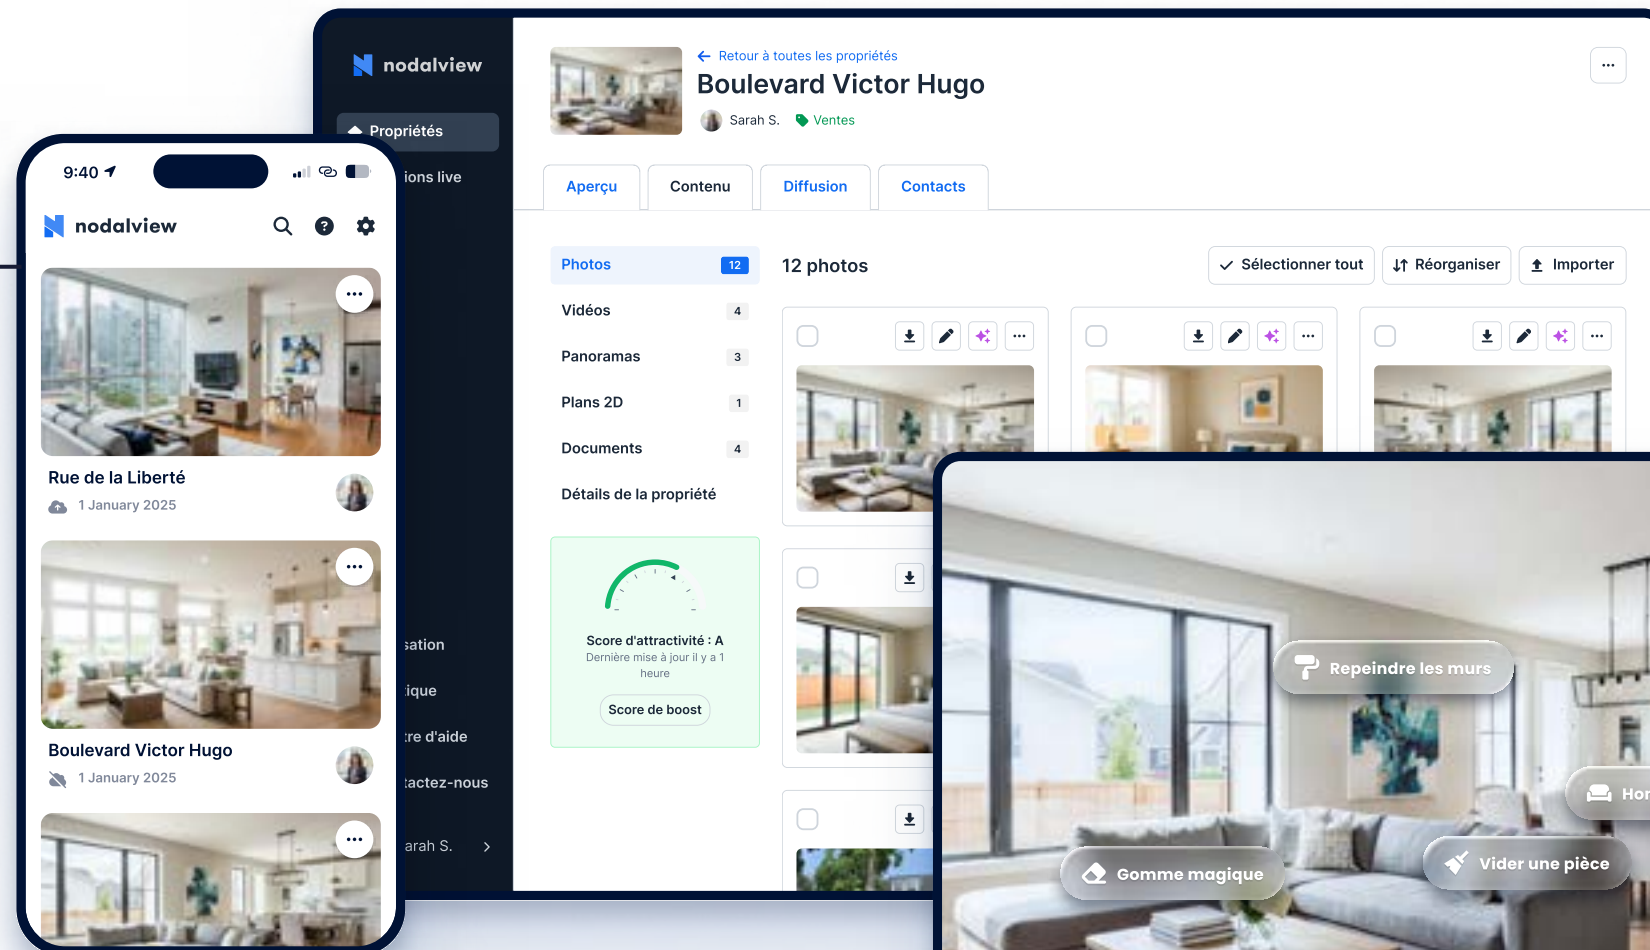 nodalview
Propriétés
ions live
sation
ique
tre d'aide
tactez-nous
arah S.
9:40
nodalview
Rue de la Liberté
1 January 2025
Boulevard Victor Hugo
1 January 2025
Retour à toutes les propriétés
Boulevard Victor Hugo
Sarah S.
Ventes
Aperçu
Contenu
Diffusion
Contacts
Photos 12
Vidéos 4
Panoramas 3
Plans 2D 1
Documents 4
Détails de la propriété
Score d'attractivité : A
Dernière mise à jour il y a 1
heure
Score de boost
12 photos
Sélectionner tout
Réorganiser
Importer
Repeindre les murs
Hor
Vider une pièce
Gomme magique